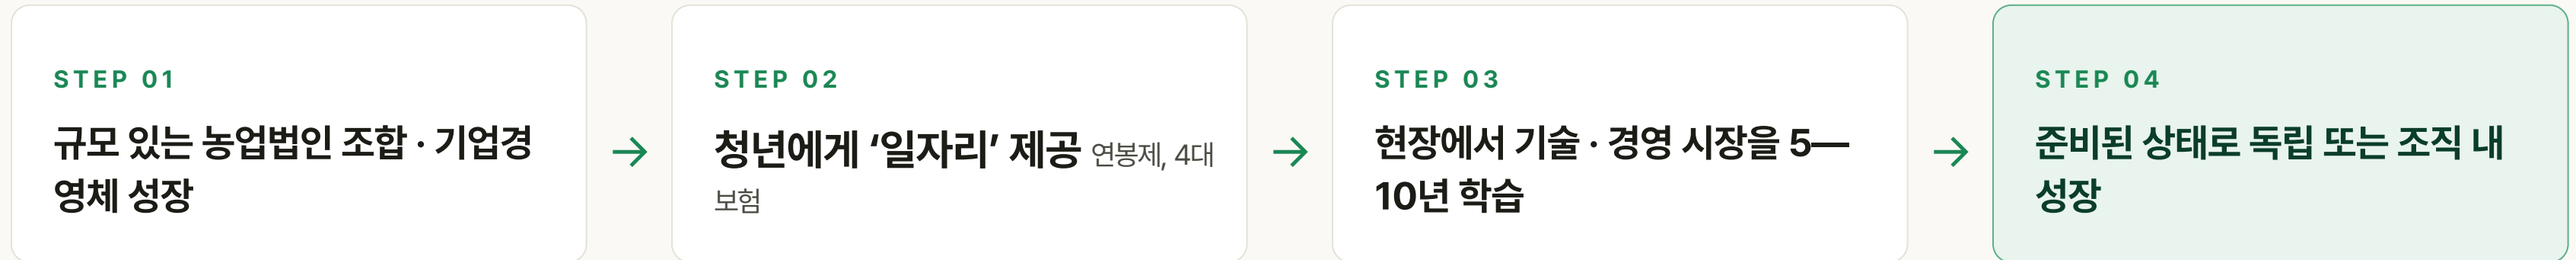 STEP 01
규모 있는 농업법인 조합 · 기업경
영체 성장
STEP 02
청년에게 ‘일자리’ 제공 연봉제, 4대
보험
STEP 03
현장에서 기술 · 경영 시장을 5—
10년 학습
STEP 04
준비된 상태로 독립 또는 조직 내
성장